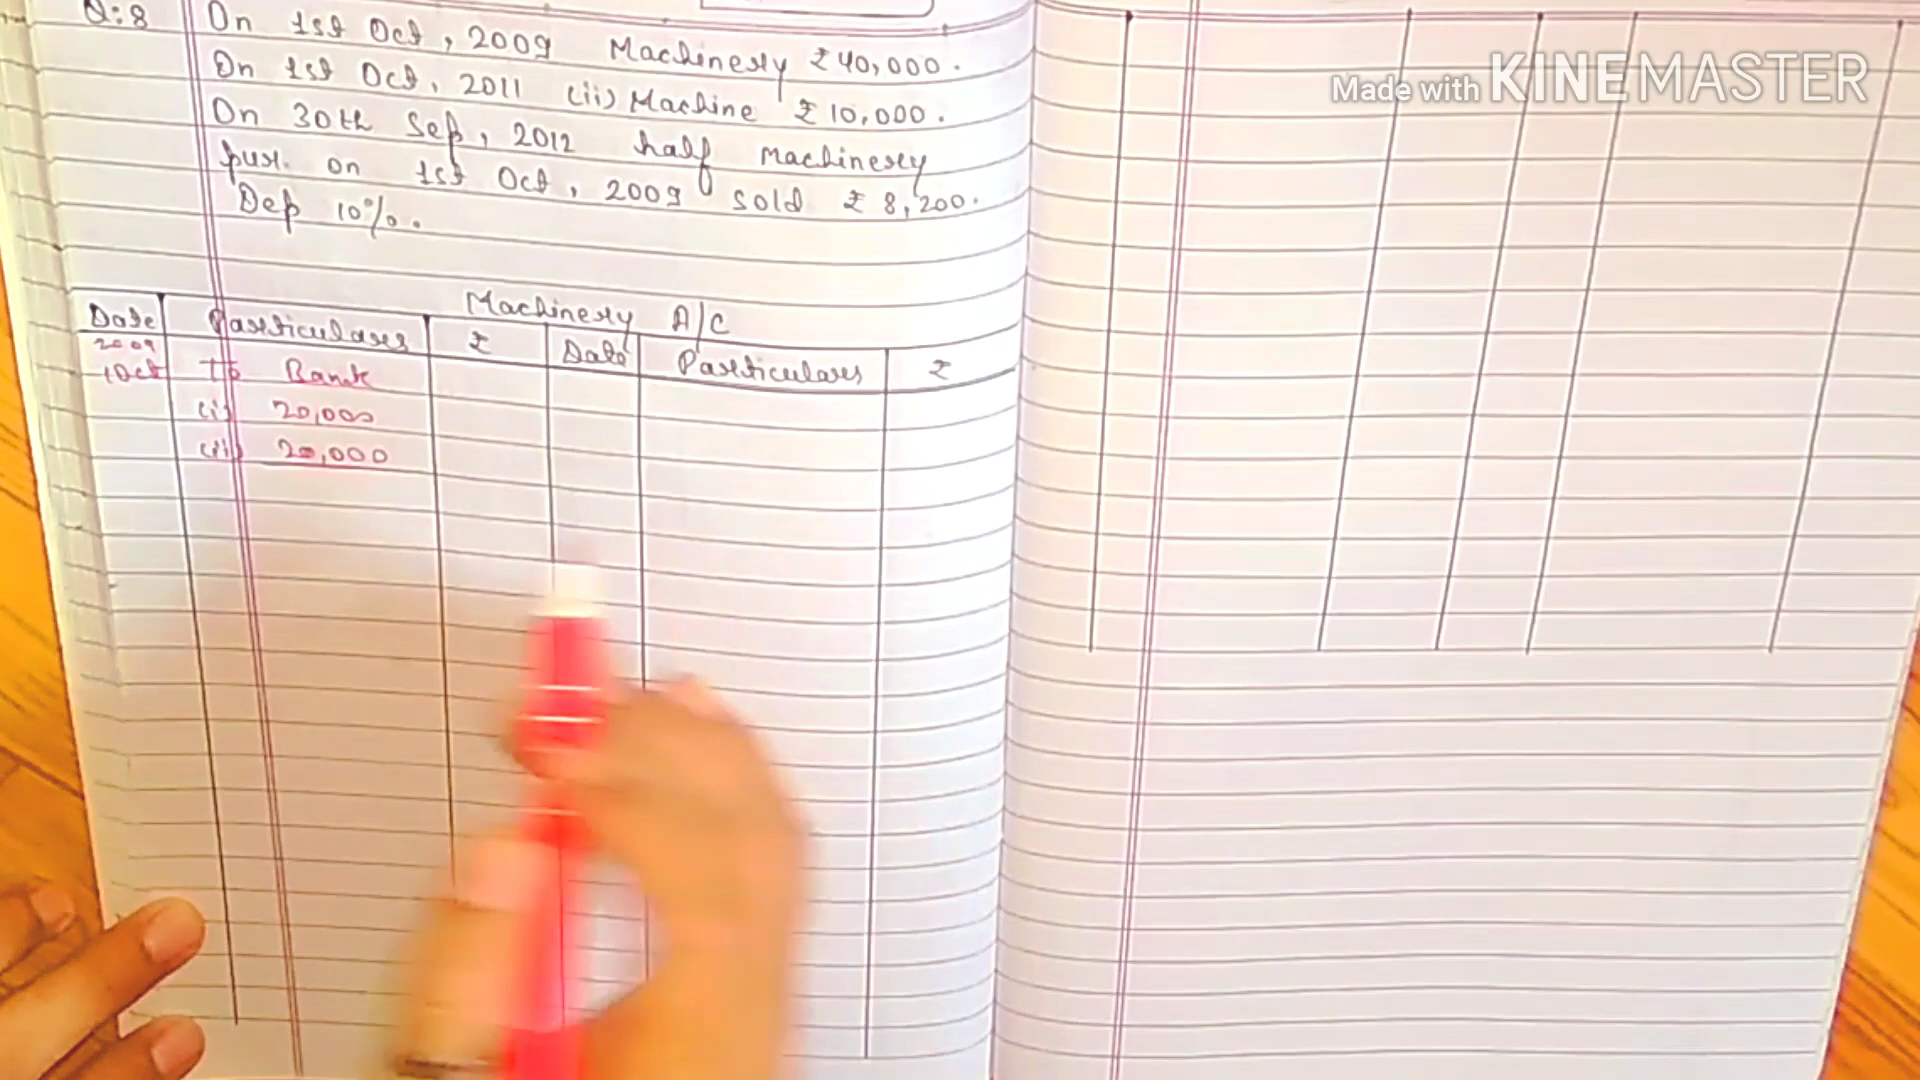 Q:8 On 1st Oct, 2009 Machinery ₹40,000.
On 1st Oct, 2011 (ii) Machine ₹10,000.
On 30th Sep, 2012 half machinery
pur. on 1st Oct, 2009 sold ₹8,200.
Dep 10%.
Machinery A/C
Date Particulars ₹ Date Particulars ₹
2009
1 Oct To Bank
(i) 20,000
(ii) 20,000
Made with KINEMASTER